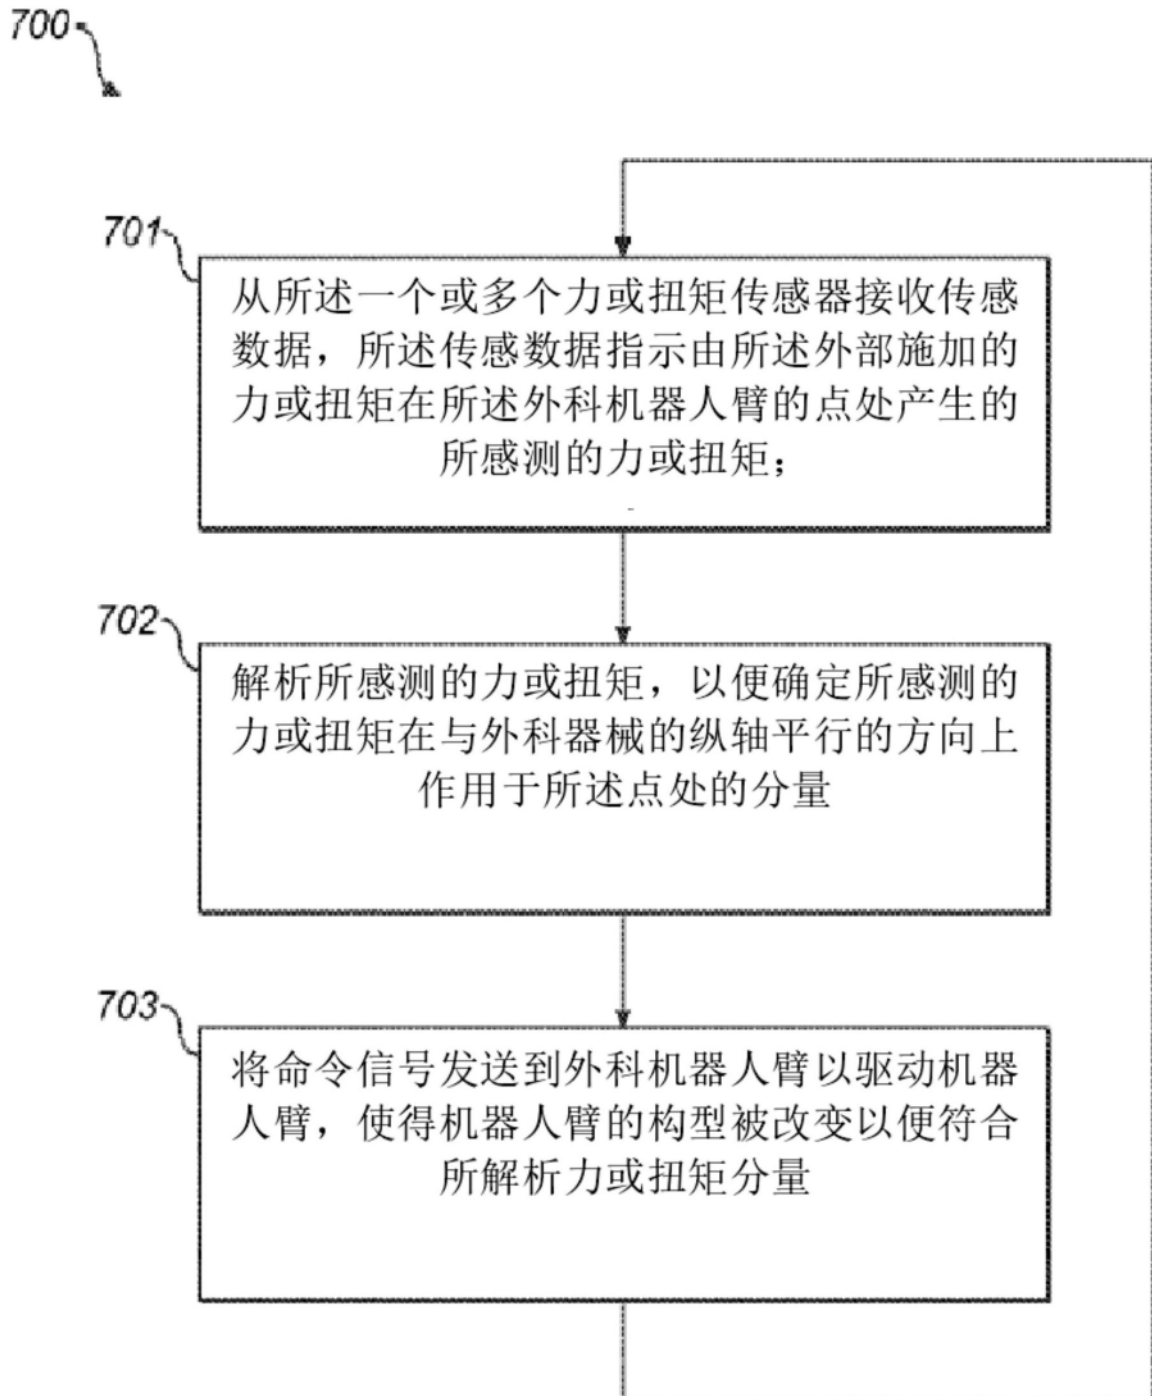 700
701
从所述一个或多个力或扭矩传感器接收传感
数据，所述传感数据指示由所述外部施加的
力或扭矩在所述外科机器人臂的点处产生的
所感测的力或扭矩；
702
解析所感测的力或扭矩，以便确定所感测的
力或扭矩在与外科器械的纵轴平行的方向上
作用于所述点处的分量
703
将命令信号发送到外科机器人臂以驱动机器
人臂，使得机器人臂的构型被改变以便符合
所解析力或扭矩分量